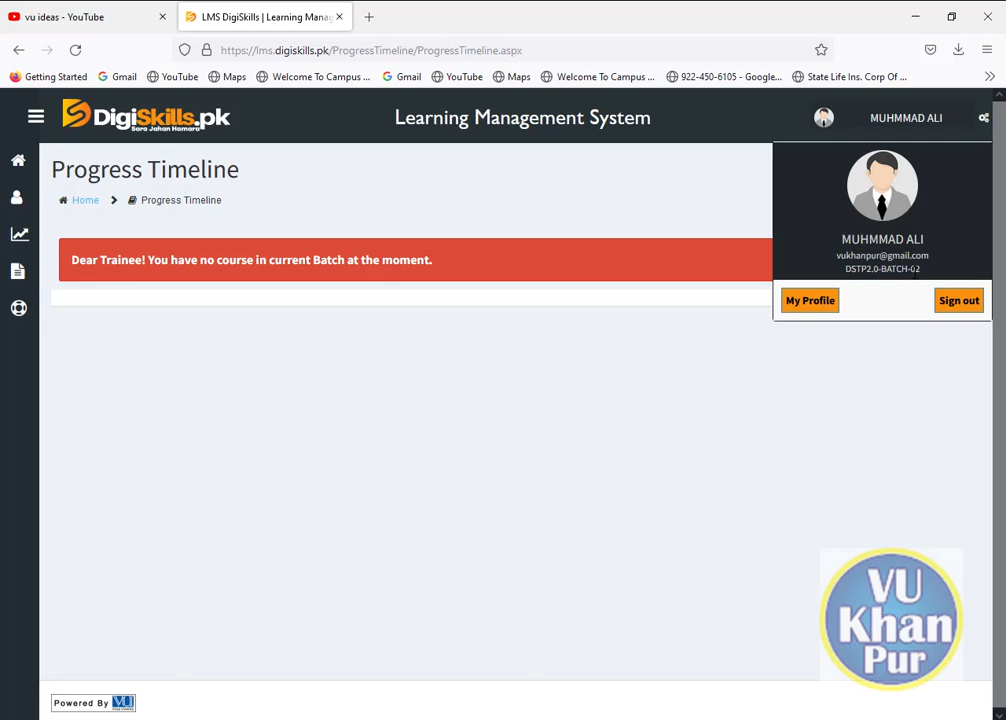 vu ideas - YouTube
LMS DigiSkills | Learning Manag
https://lms.digiskills.pk/ProgressTimeline/ProgressTimeline.aspx
Getting Started
Gmail
YouTube
Maps
Welcome To Campus ...
Gmail
YouTube
Maps
Welcome To Campus ...
922-450-6105 - Google...
State Life Ins. Corp Of ...
DigiSkills.pk
Sara Jahan Hamara
Learning Management System
MUHMMAD ALI
Progress Timeline
Home
Progress Timeline
Dear Trainee! You have no course in current Batch at the moment.
MUHMMAD ALI
vukhanpur@gmail.com
DSTP2.0-BATCH-02
My Profile
Sign out
VU
Khan
Pur
Powered By VU